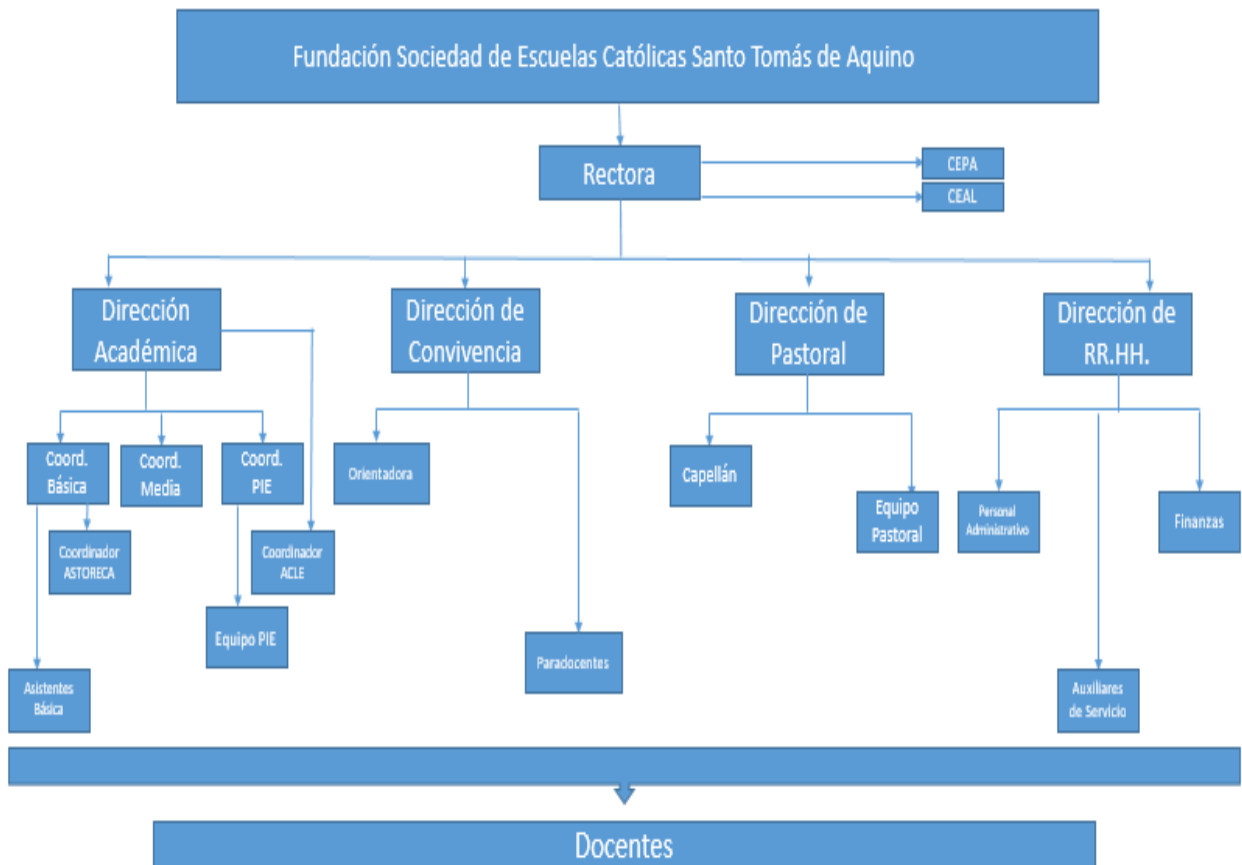 Fundación Sociedad de Escuelas Católicas Santo Tomás de Aquino
Rectora
CEPA
CEAL
Dirección
Académica
Dirección de
Convivencia
Dirección de
Pastoral
Dirección de
RR.HH.
Coord.
Básica
Coord.
Media
Coord.
PIE
Orientadora
Capellán
Equipo
Pastoral
Personal
Administrativo
Finanzas
Coordinador
ASTORECA
Coordinador
ACLE
Equipo PIE
Paradocentes
Asistentes
Básica
Auxiliares
de Servicio
Docentes